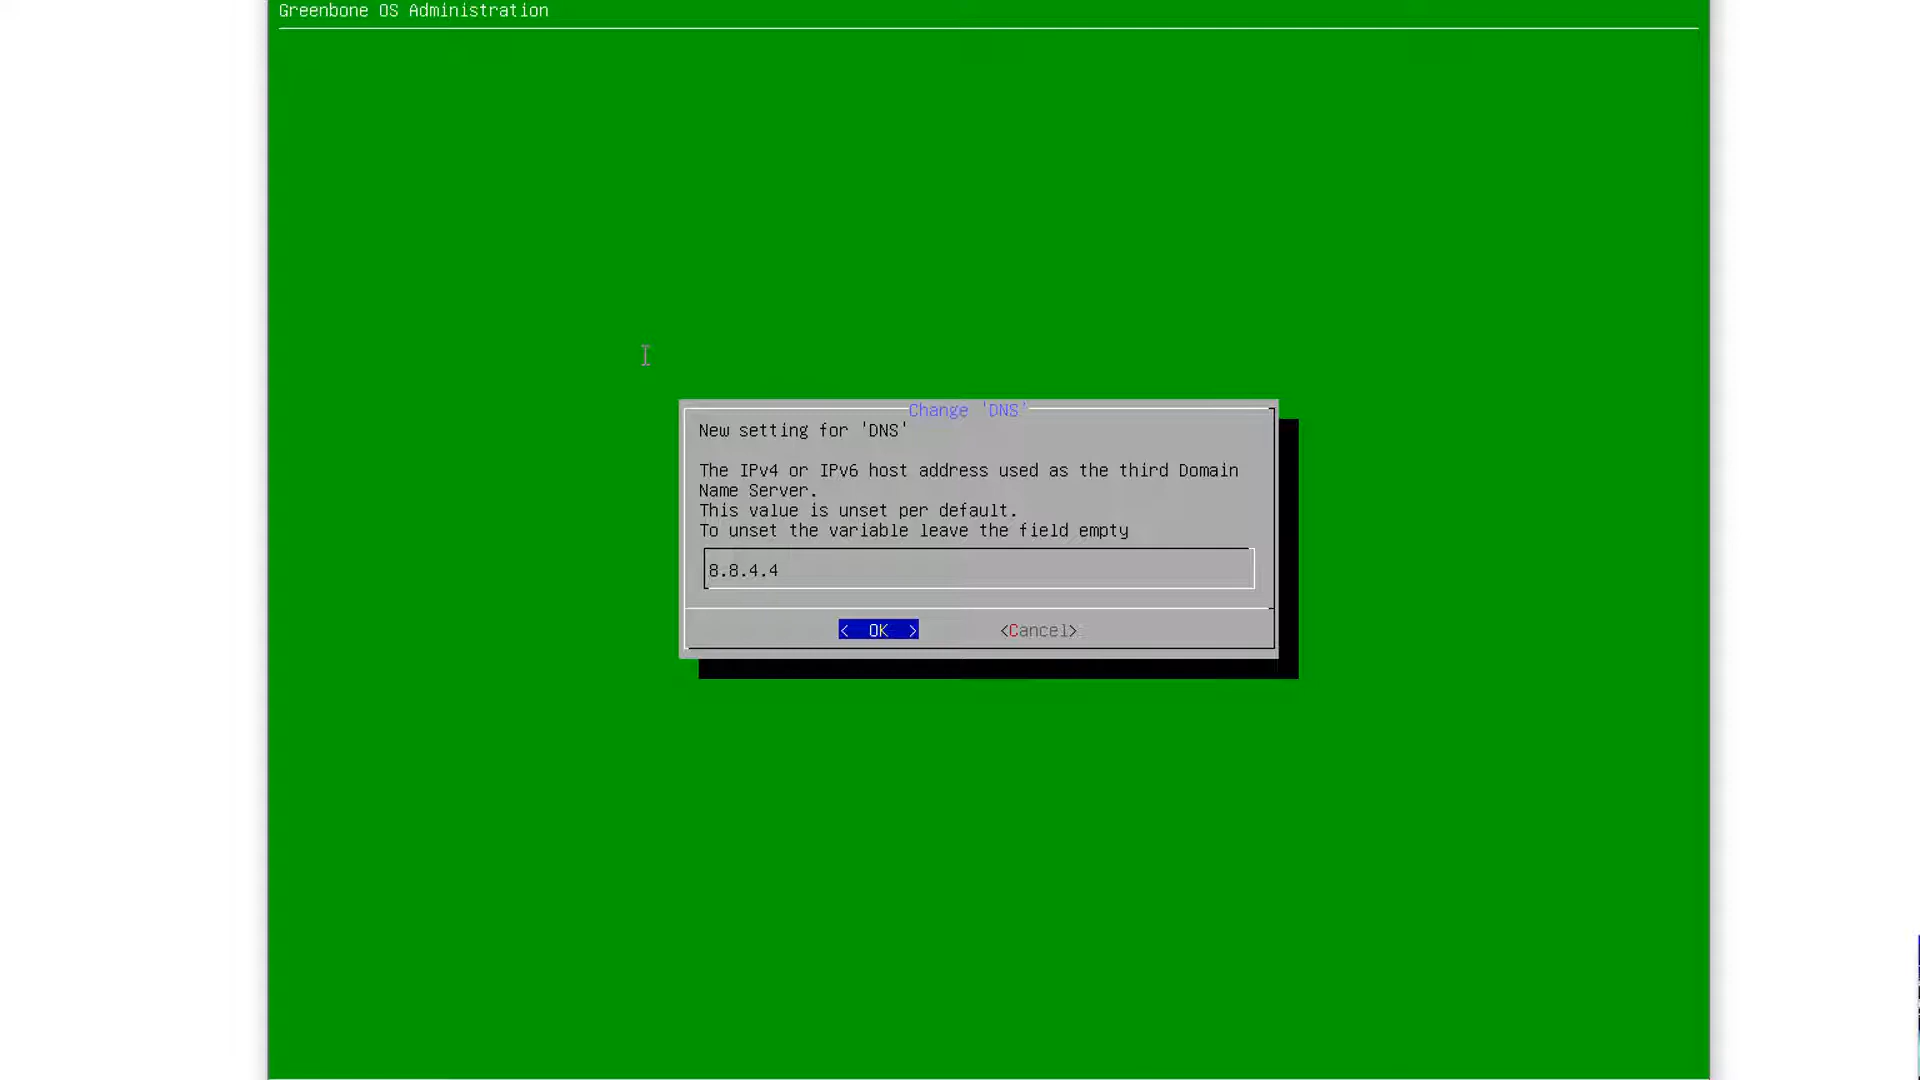 Greenbone OS Administration
Change 'DNS'
New setting for 'DNS'
The IPv4 or IPv6 host address used as the third Domain
Name Server.
This value is unset per default.
To unset the variable leave the field empty
8.8.4.4
<  OK  > <Cancel>